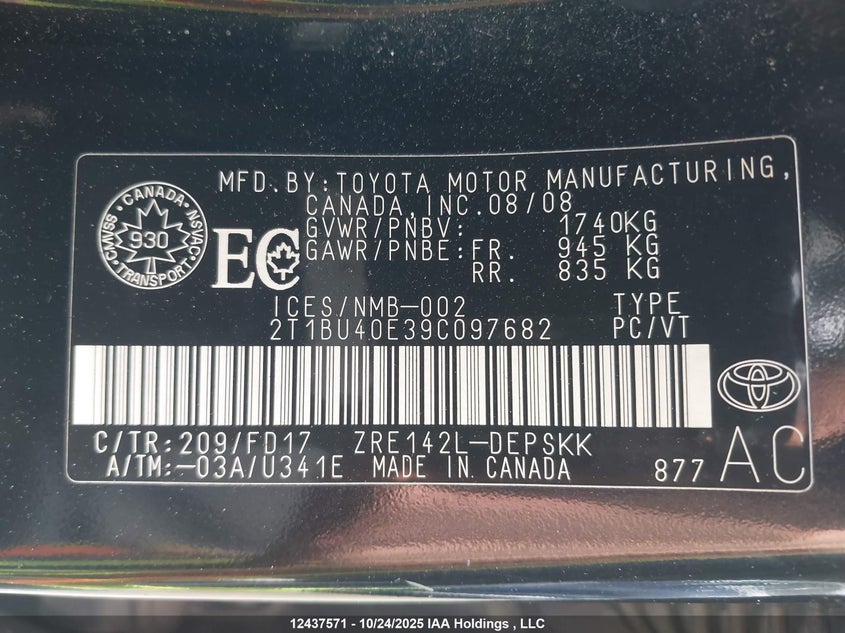 MFD.BY:TOYOTA MOTOR MANUFACTURING,
CANADA,INC.08/08
GVWR/PNBV: 1740KG
GAWR/PNBE:FR. 945 KG
RR. 835 KG
CANADA
CMVSS
NSVAC
930
TRANSPORT
EC
ICES/NMB-002 TYPE
2T1BU40E39C097682 PC/VT
C/TR:209/FD17 ZRE142L-DEPSKK
A/TM:-03A/U341E MADE IN CANADA 877 AC
12437571 - 10/24/2025 IAA Holdings , LLC